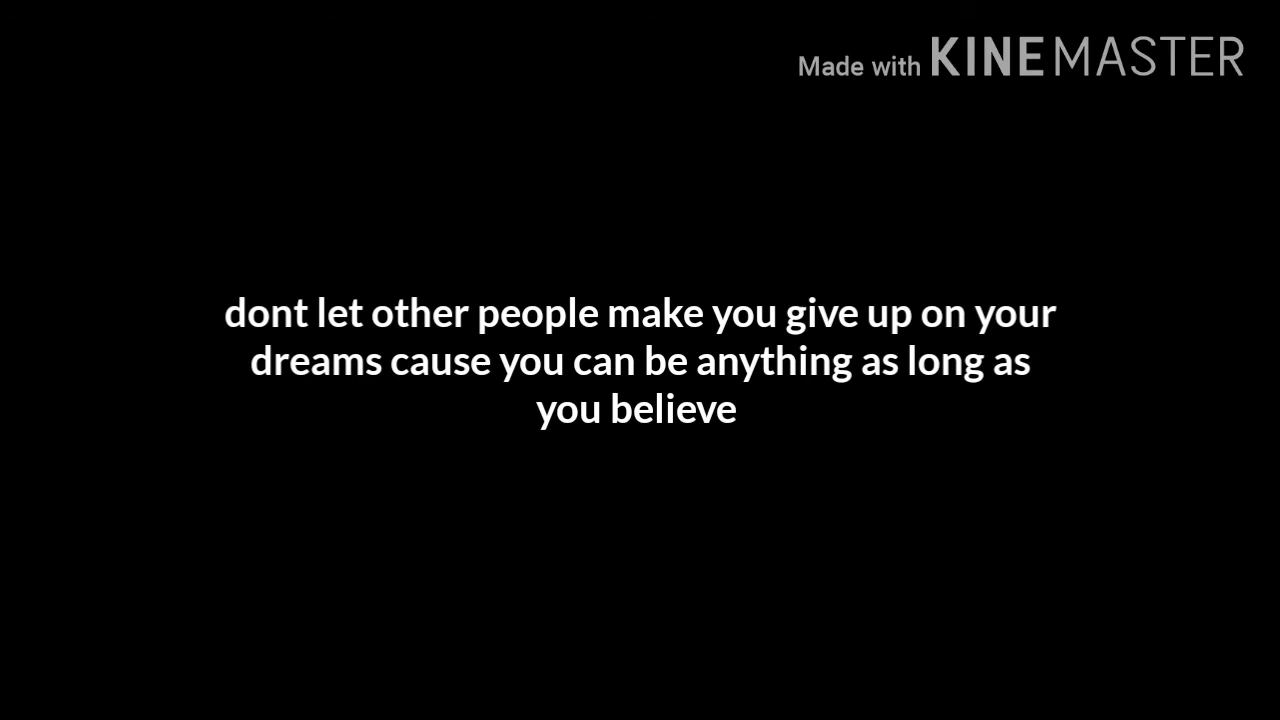 Made with KINEMASTER
dont let other people make you give up on your
dreams cause you can be anything as long as
you believe